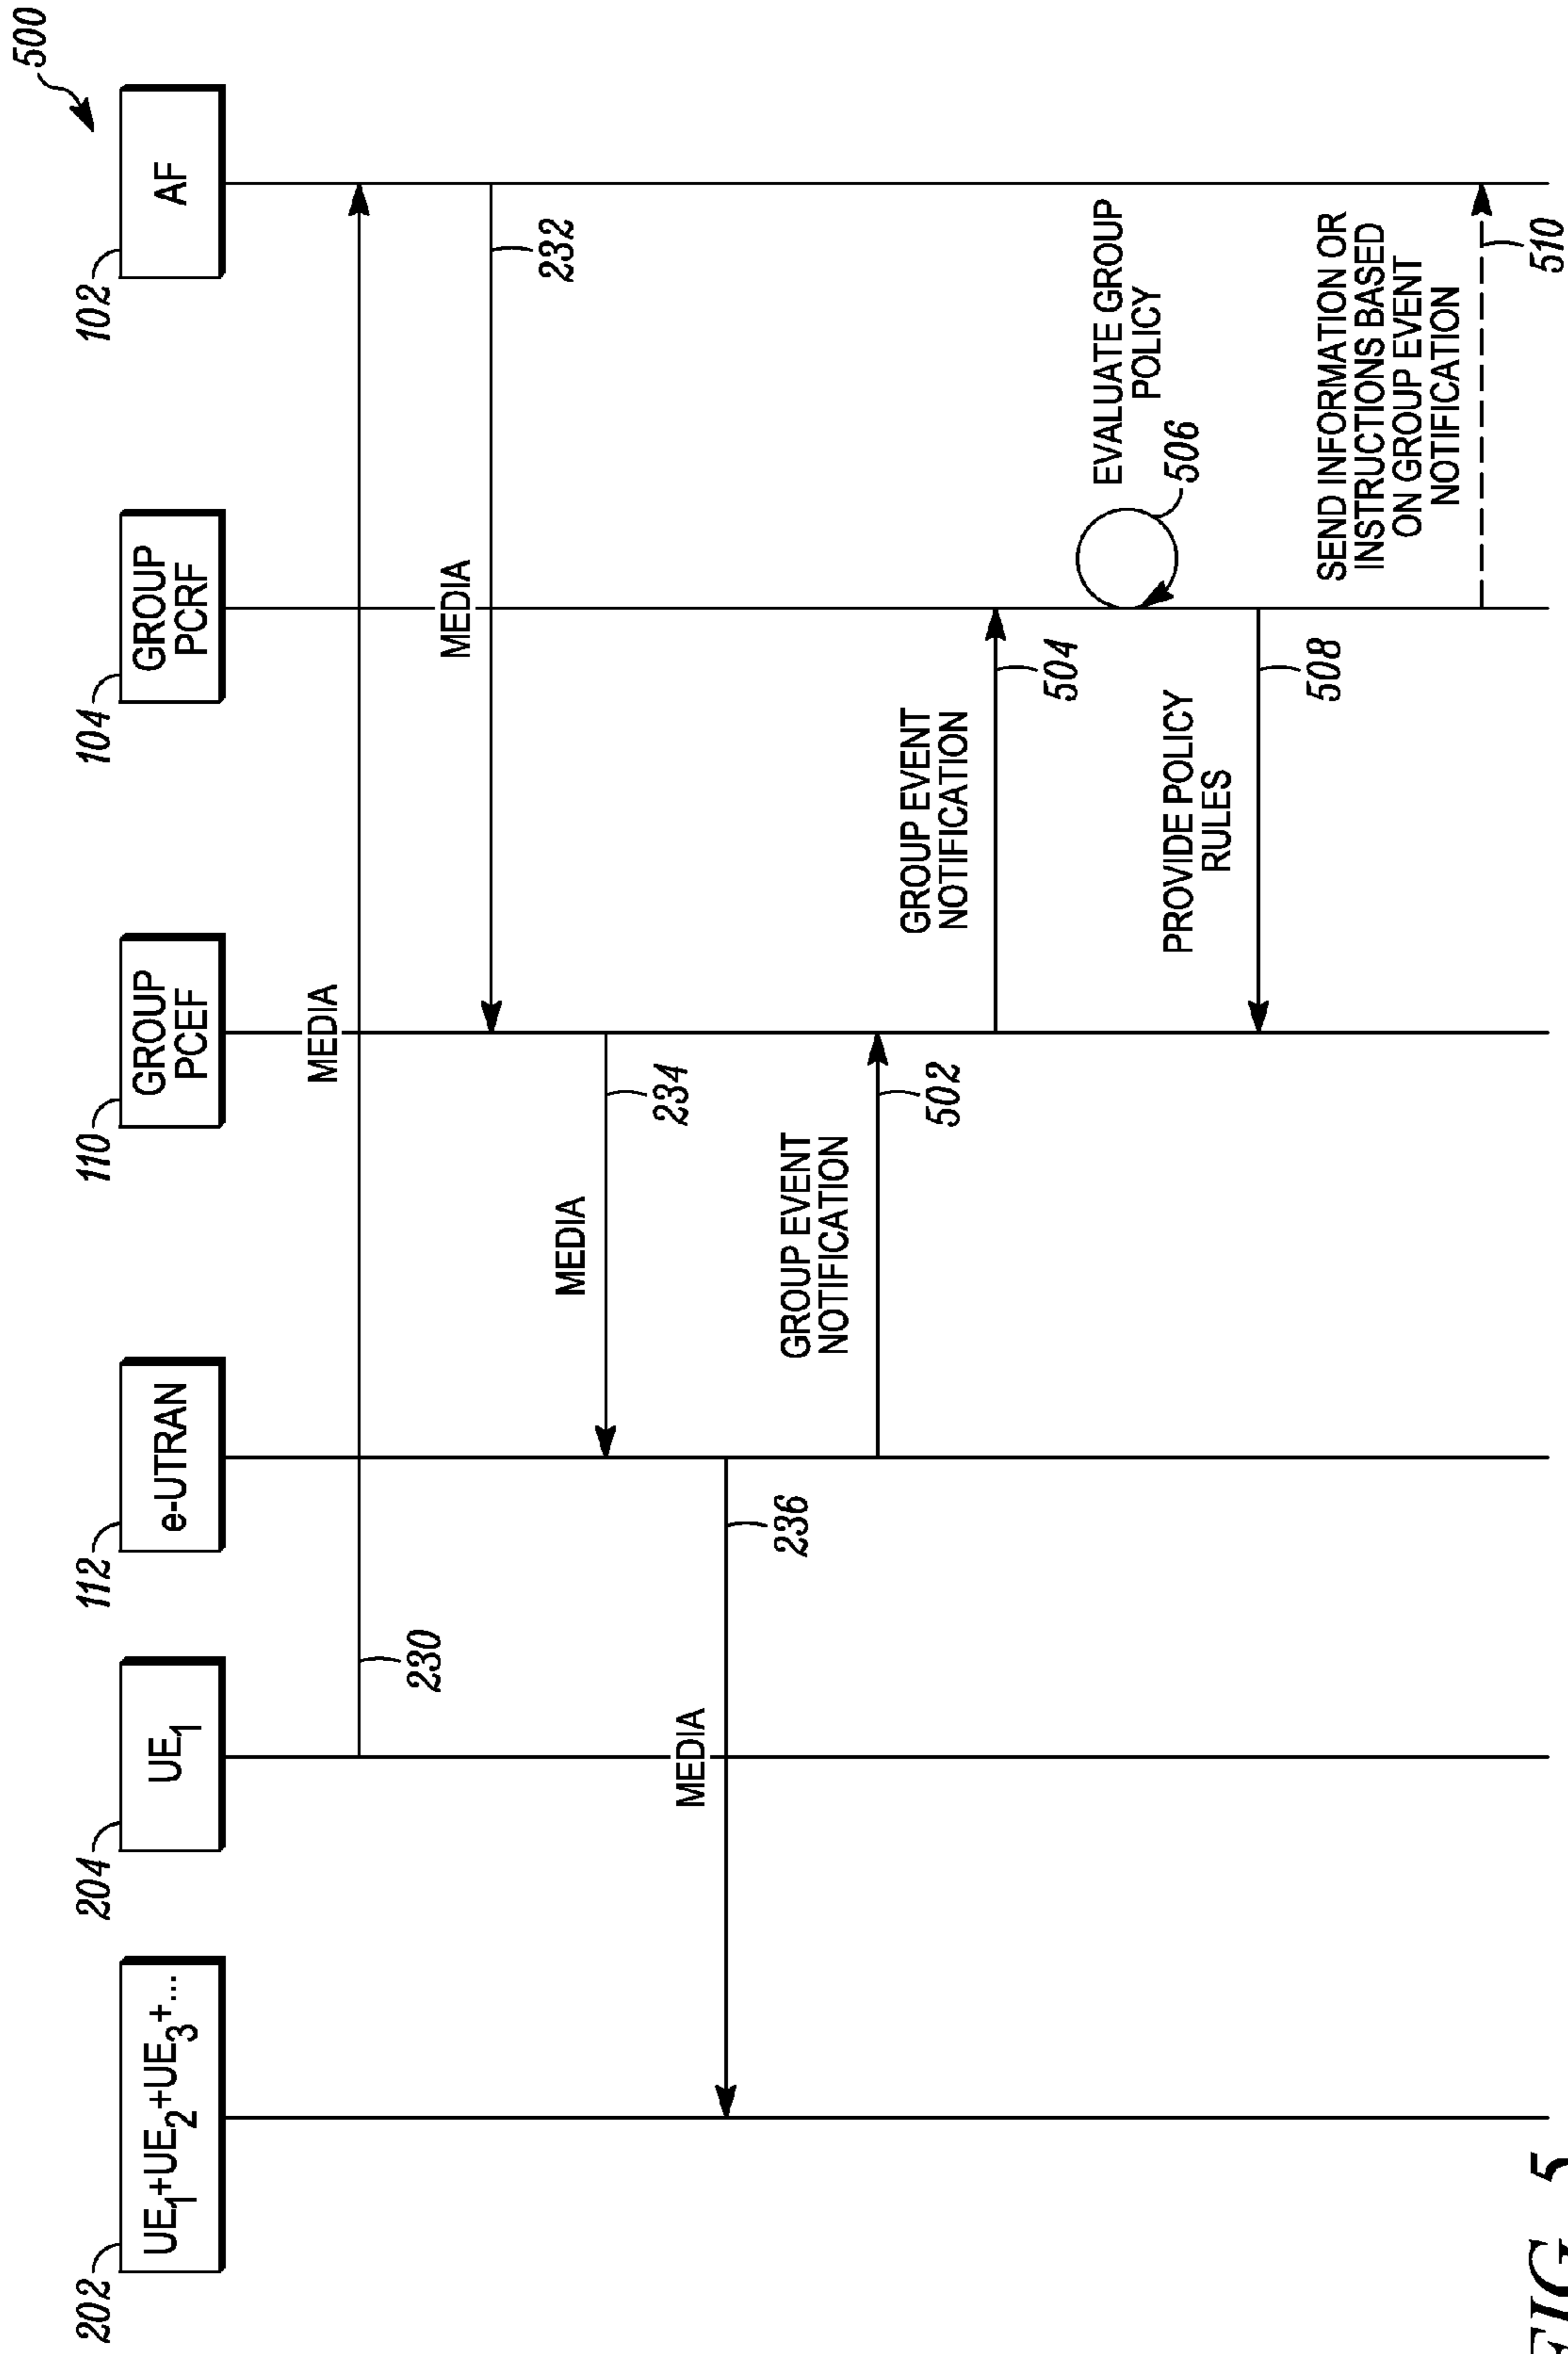 500
202
204
112
110
104
102
UE1+UE2+UE3+...
UE1
e-UTRAN
GROUP
PCEF
GROUP
PCRF
AF
MEDIA
230
MEDIA
232
MEDIA
234
MEDIA
236
GROUP EVENT
NOTIFICATION
502
GROUP EVENT
NOTIFICATION
504
EVALUATE GROUP
POLICY
506
PROVIDE POLICY
RULES
508
SEND INFORMATION OR
INSTRUCTIONS BASED
ON GROUP EVENT
NOTIFICATION
510
FIG. 5